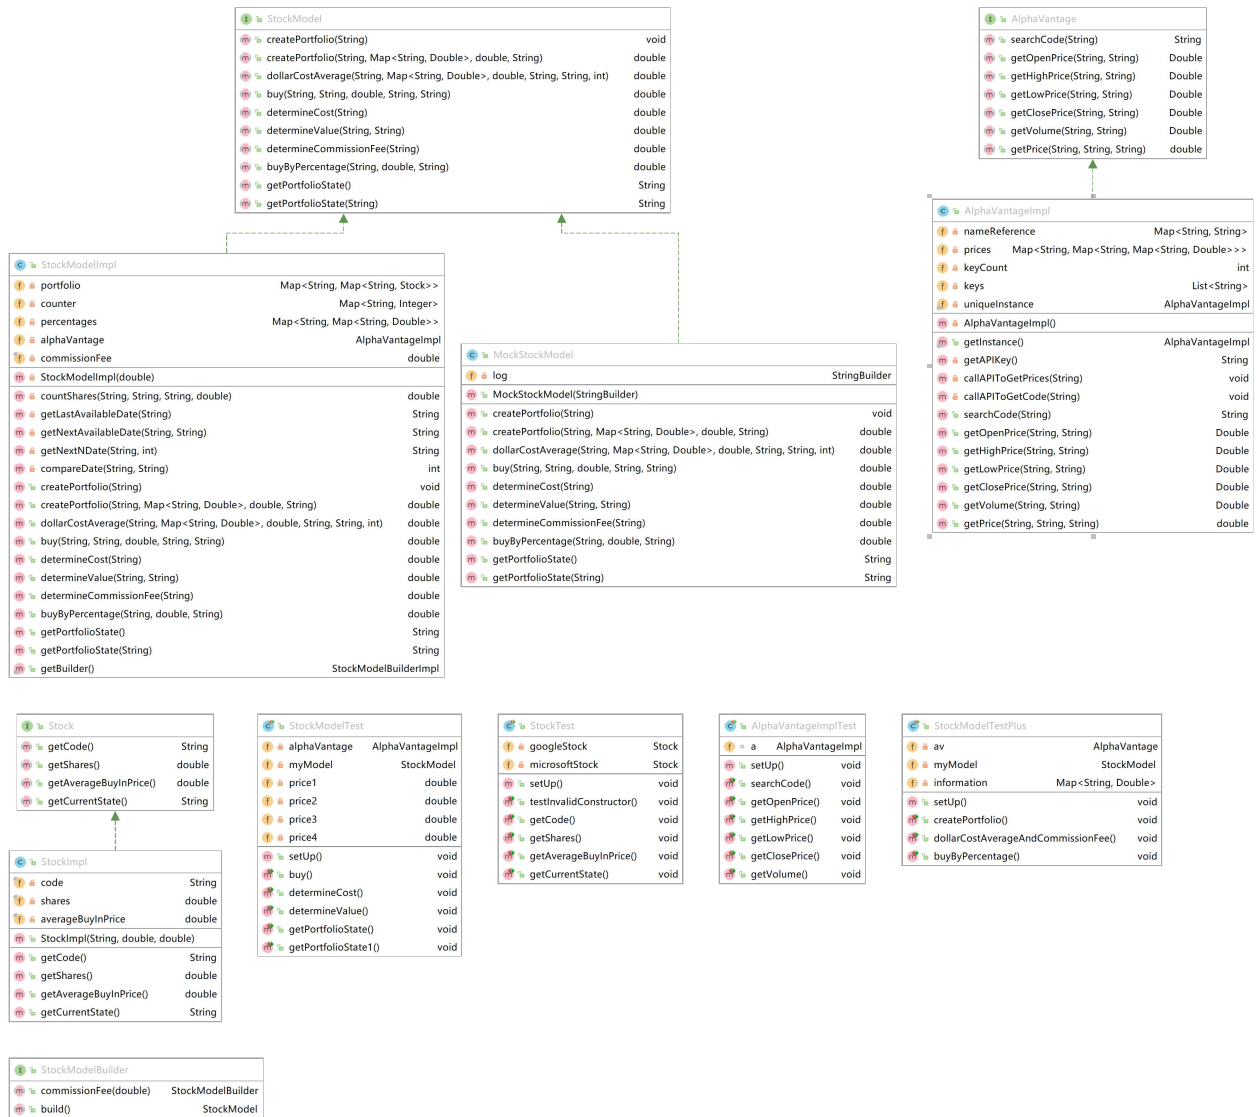 StockModel
createPortfolio(String) void
createPortfolio(String, Map<String, Double>, double, String) double
dollarCostAverage(String, Map<String, Double>, double, String, String, int) double
buy(String, String, double, String, String) double
determineCost(String) double
determineValue(String, String) double
determineCommissionFee(String) double
buyByPercentage(String, double, String) double
getPortfolioState() String
getPortfolioState(String) String
AlphaVantage
searchCode(String) String
getOpenPrice(String, String) Double
getHighPrice(String, String) Double
getLowPrice(String, String) Double
getClosePrice(String, String) Double
getVolume(String, String) Double
getPrice(String, String, String) double
StockModelImpl
portfolio Map<String, Map<String, Stock>>
counter Map<String, Integer>
percentages Map<String, Map<String, Double>>
alphaVantage AlphaVantageImpl
commissionFee double
StockModelImpl(double)
countShares(String, String, String, double) double
getLastAvailableDate(String) String
getNextAvailableDate(String, String) String
getNextNDate(String, int) String
compareDate(String, String) int
createPortfolio(String) void
createPortfolio(String, Map<String, Double>, double, String) double
dollarCostAverage(String, Map<String, Double>, double, String, String, int) double
buy(String, String, double, String, String) double
determineCost(String) double
determineValue(String, String) double
determineCommissionFee(String) double
buyByPercentage(String, double, String) double
getPortfolioState() String
getPortfolioState(String) String
getBuilder() StockModelBuilderImpl
MockStockModel
log StringBuilder
MockStockModel(StringBuilder)
createPortfolio(String) void
createPortfolio(String, Map<String, Double>, double, String) double
dollarCostAverage(String, Map<String, Double>, double, String, String, int) double
buy(String, String, double, String, String) double
determineCost(String) double
determineValue(String, String) double
determineCommissionFee(String) double
buyByPercentage(String, double, String) double
getPortfolioState() String
getPortfolioState(String) String
AlphaVantageImpl
nameReference Map<String, String>
prices Map<String, Map<String, Map<String, Double>>>
keyCount int
keys List<String>
uniqueInstance AlphaVantageImpl
AlphaVantageImpl()
getInstance() AlphaVantageImpl
getAPIKey() String
callAPIToGetPrices(String) void
callAPIToGetCode(String) void
searchCode(String) String
getOpenPrice(String, String) Double
getHighPrice(String, String) Double
getLowPrice(String, String) Double
getClosePrice(String, String) Double
getVolume(String, String) Double
getPrice(String, String, String) double
Stock
getCode() String
getShares() double
getAverageBuyInPrice() double
getCurrentState() String
StockImpl
code String
shares double
averageBuyInPrice double
StockImpl(String, double, double)
getCode() String
getShares() double
getAverageBuyInPrice() double
getCurrentState() String
StockModelTest
alphaVantage AlphaVantageImpl
myModel StockModel
price1 double
price2 double
price3 double
price4 double
setUp() void
buy() void
determineCost() void
determineValue() void
getPortfolioState() void
getPortfolioState1() void
StockTest
googleStock Stock
microsoftStock Stock
setUp() void
testInvalidConstructor() void
getCode() void
getShares() void
getAverageBuyInPrice() void
getCurrentState() void
AlphaVantageImplTest
a AlphaVantageImpl
setUp() void
searchCode() void
getOpenPrice() void
getHighPrice() void
getLowPrice() void
getClosePrice() void
getVolume() void
StockModelTestPlus
av AlphaVantage
myModel StockModel
information Map<String, Double>
setUp() void
createPortfolio() void
dollarCostAverageAndCommissionFee() void
buyByPercentage() void
StockModelBuilder
commissionFee(double) StockModelBuilder
build() StockModel